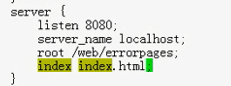 server {
listen 8080;
server_name localhost;
root /web/errorpages;
index index.html;
}